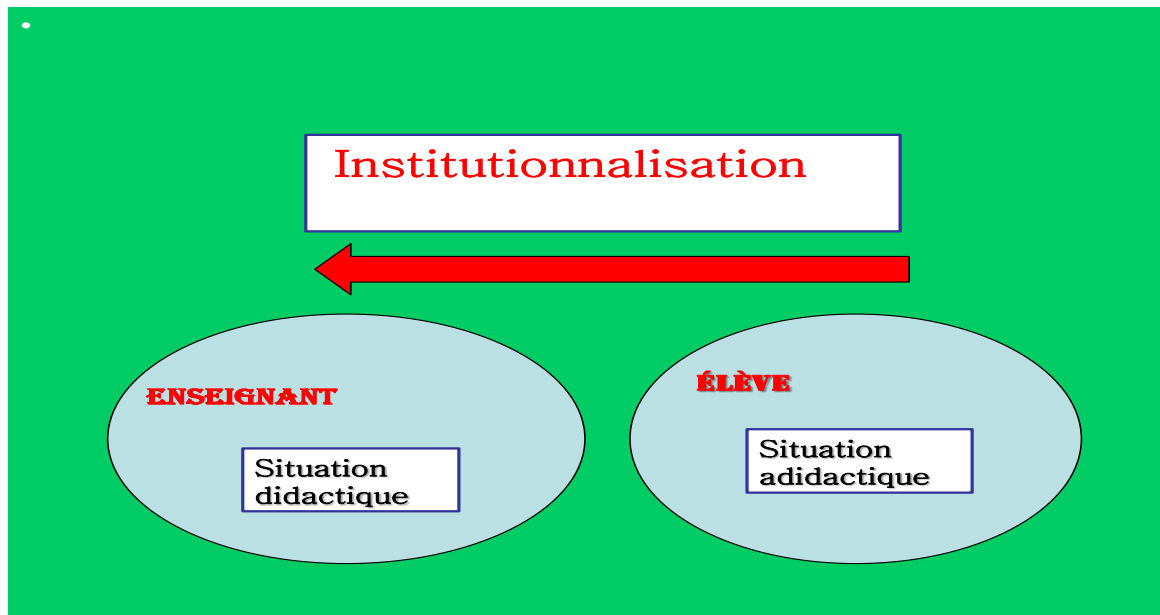 Institutionnalisation
ENSEIGNANT
Situation
didactique
ÉLÈVE
Situation
adidactique